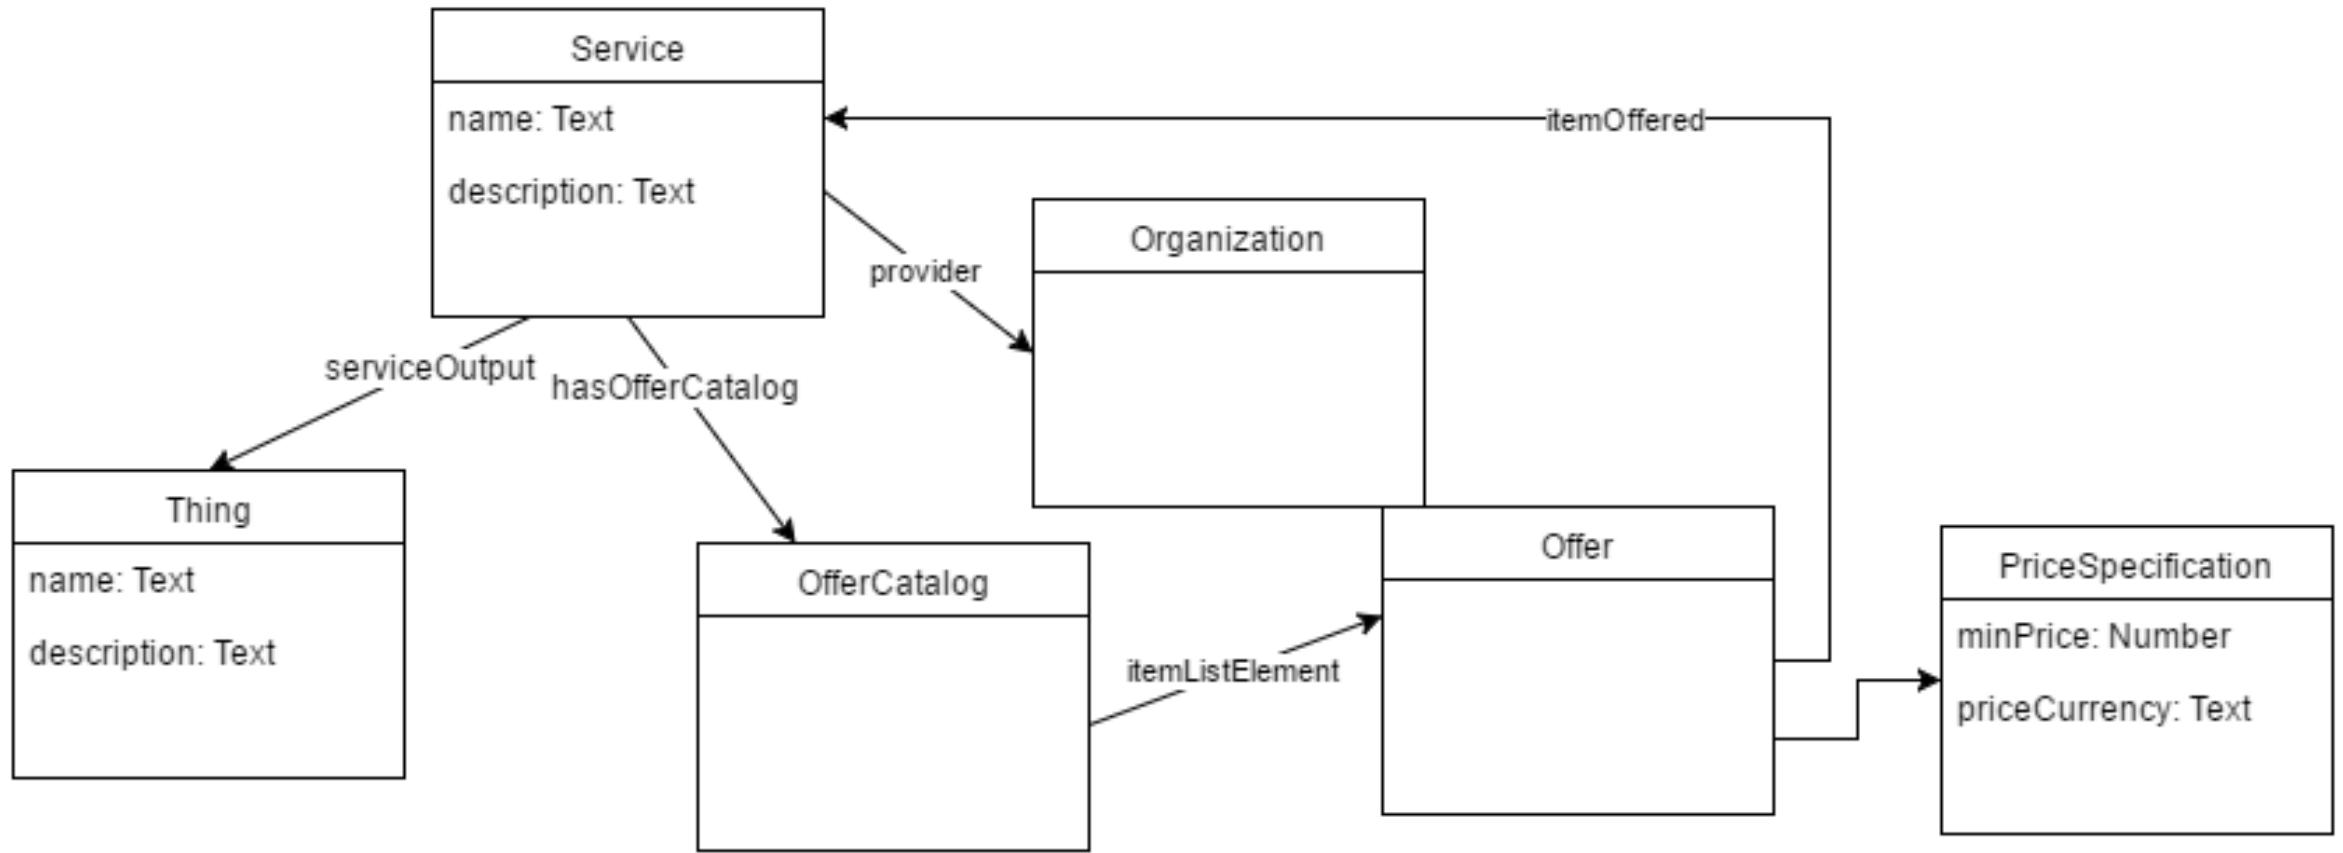 Service
name: Text
description: Text
itemOffered
Organization
provider
serviceOutput
hasOfferCatalog
Thing
name: Text
description: Text
OfferCatalog
itemListElement
Offer
PriceSpecification
minPrice: Number
priceCurrency: Text